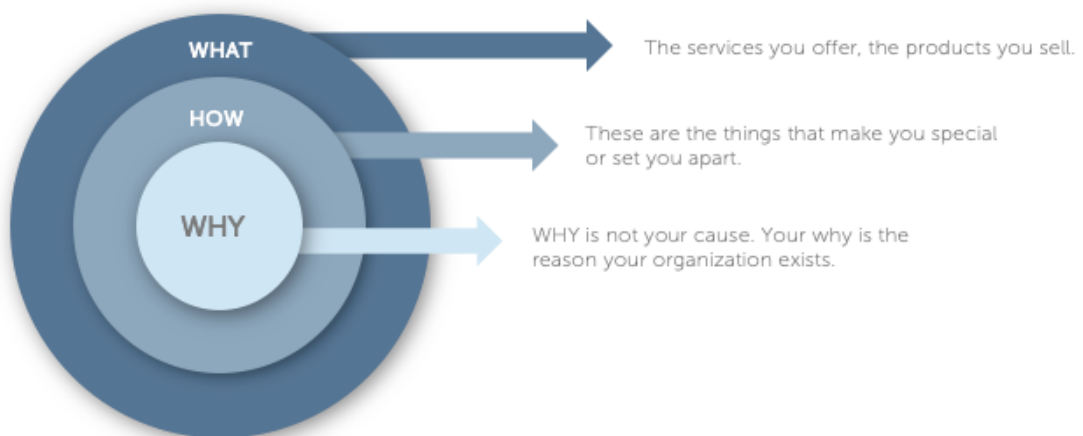 WHAT
The services you offer, the products you sell.
HOW
These are the things that make you special
or set you apart.
WHY
WHY is not your cause. Your why is the
reason your organization exists.